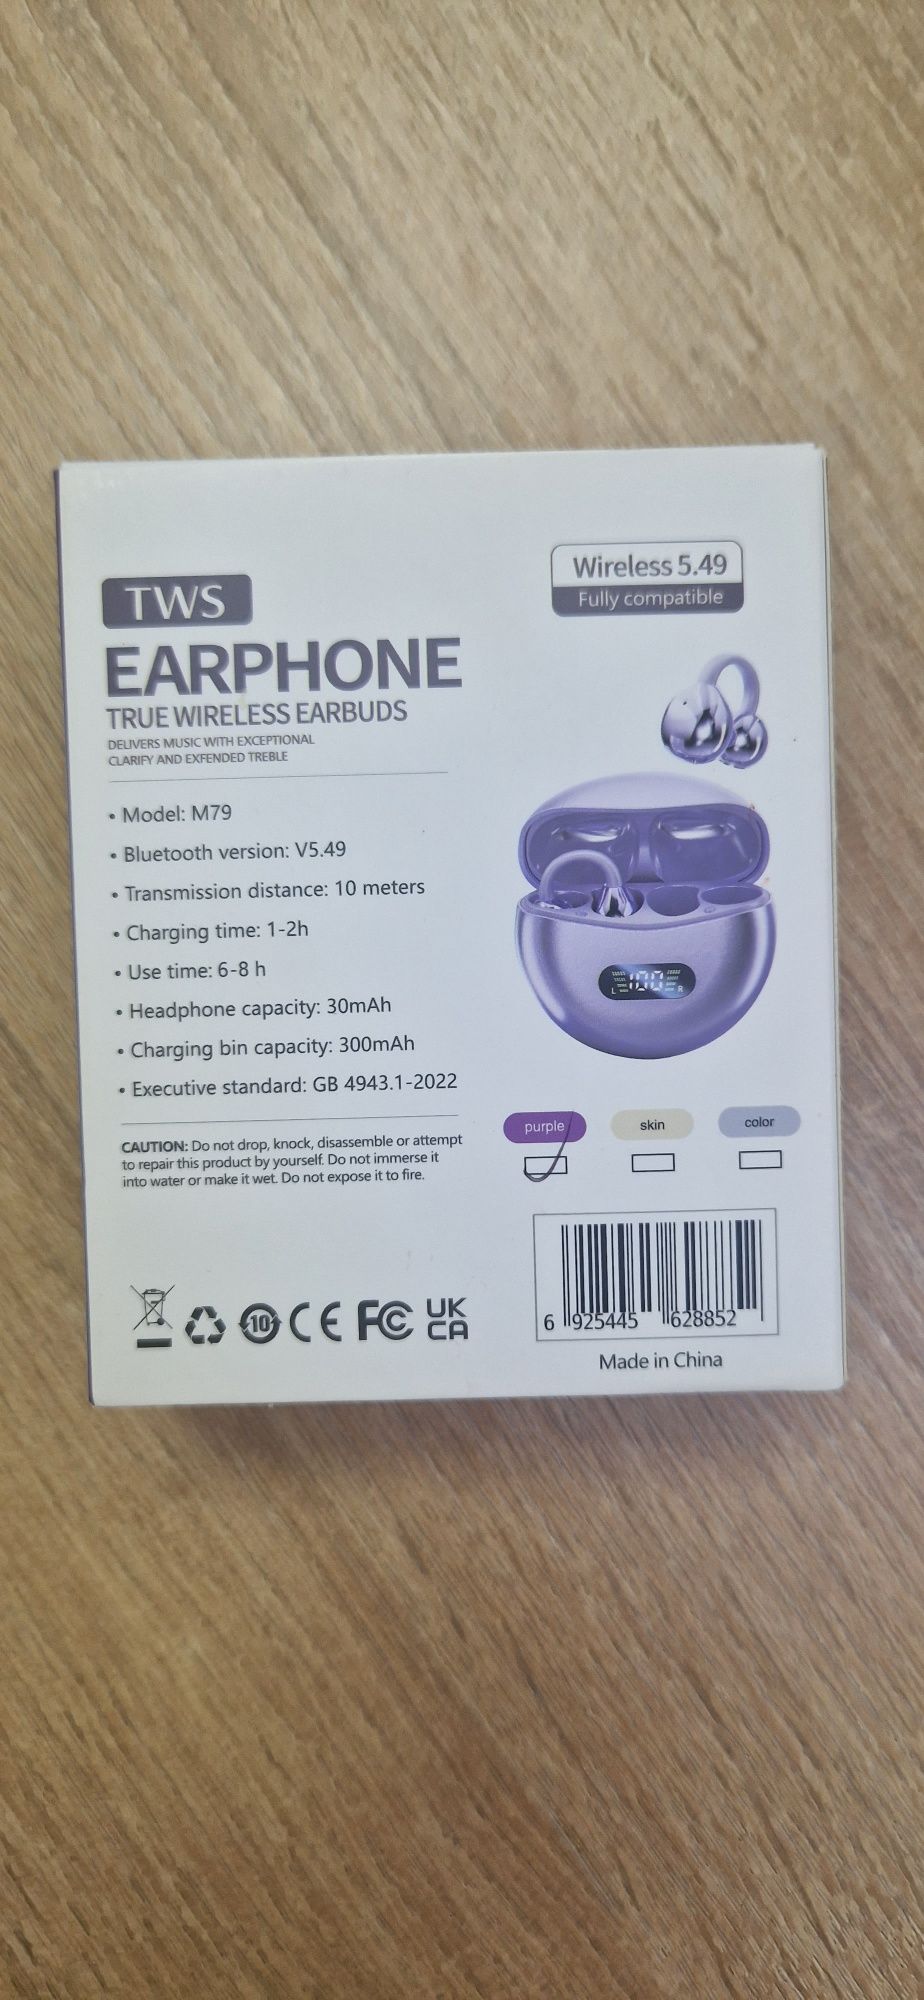 TWS
EARPHONE
TRUE WIRELESS EARBUDS
DELIVERS MUSIC WITH EXCEPTIONAL
CLARIFY AND EXFENDED TREBLE
Wireless 5.49
Fully compatible
• Model: M79
• Bluetooth version: V5.49
• Transmission distance: 10 meters
• Charging time: 1-2h
• Use time: 6-8 h
• Headphone capacity: 30mAh
• Charging bin capacity: 300mAh
• Executive standard: GB 4943.1-2022
CAUTION: Do not drop, knock, disassemble or attempt
to repair this product by yourself. Do not immerse it
into water or make it wet. Do not expose it to fire.
100
L R
purple skin color
10 CE FC UK
CA
6 925445 628852
Made in China